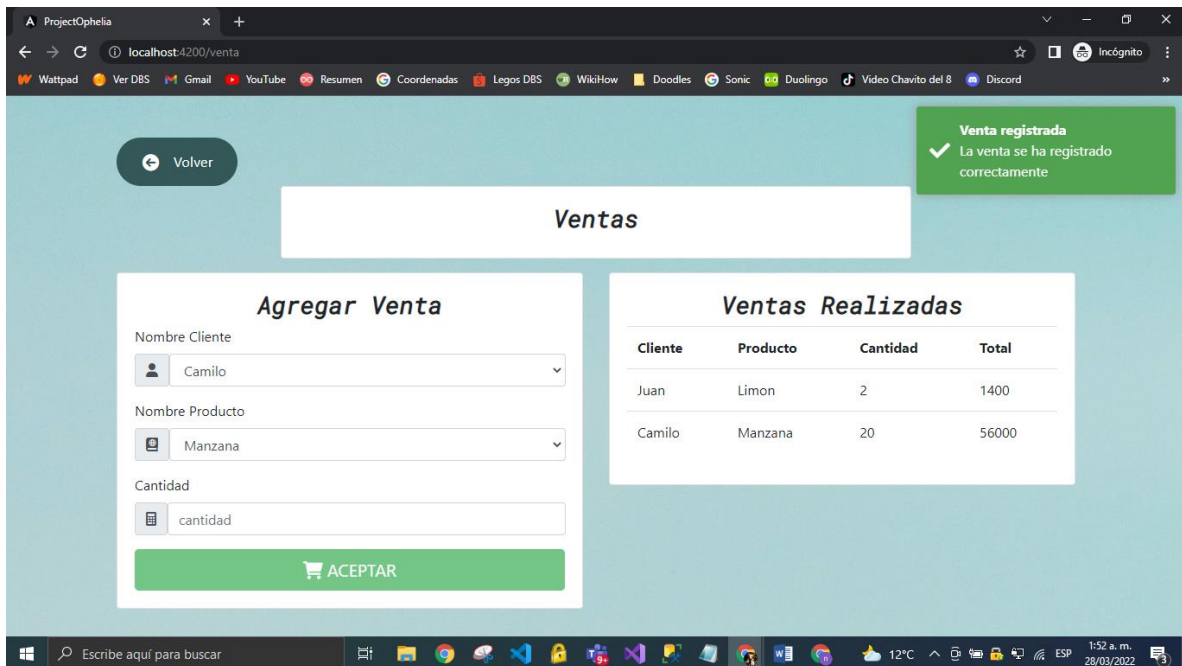 ProjectOphelia
localhost:4200/venta
Incógnito
Wattpad Ver DBS Gmail YouTube Resumen Coordenadas Legos DBS WikiHow Doodles Sonic Duolingo Video Chavito del 8 Discord »
Venta registrada
La venta se ha registrado
correctamente
Volver
Ventas
Agregar Venta
Nombre Cliente
Camilo
Nombre Producto
Manzana
Cantidad
cantidad
ACEPTAR
Ventas Realizadas
Cliente Producto Cantidad Total
Juan Limon 2 1400
Camilo Manzana 20 56000
Escribe aquí para buscar
12°C
ESP
1:52 a. m.
28/03/2022